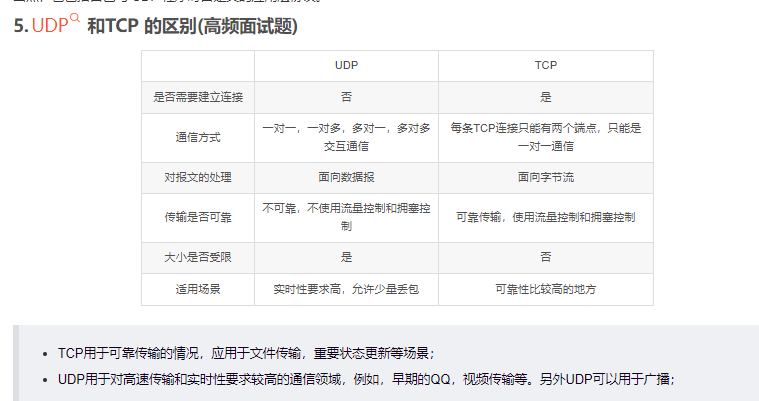 5. UDP 和TCP 的区别(高频面试题)
UDP TCP
是否需要建立连接 否 是
通信方式 一对一，一对多，多对一，多对多 每条TCP连接只能有两个端点，只能是
交互通信 一对一通信
对报文的处理 面向数据报 面向字节流
传输是否可靠 不可靠，不使用流量控制和拥塞控 可靠传输，使用流量控制和拥塞控制
制
大小是否受限 是 否
适用场景 实时性要求高，允许少量丢包 可靠性比较高的地方
TCP用于可靠传输的情况，应用于文件传输，重要状态更新等场景；
UDP用于对高速传输和实时性要求较高的通信领域，例如，早期的QQ，视频传输等。另外UDP可以用于广播；